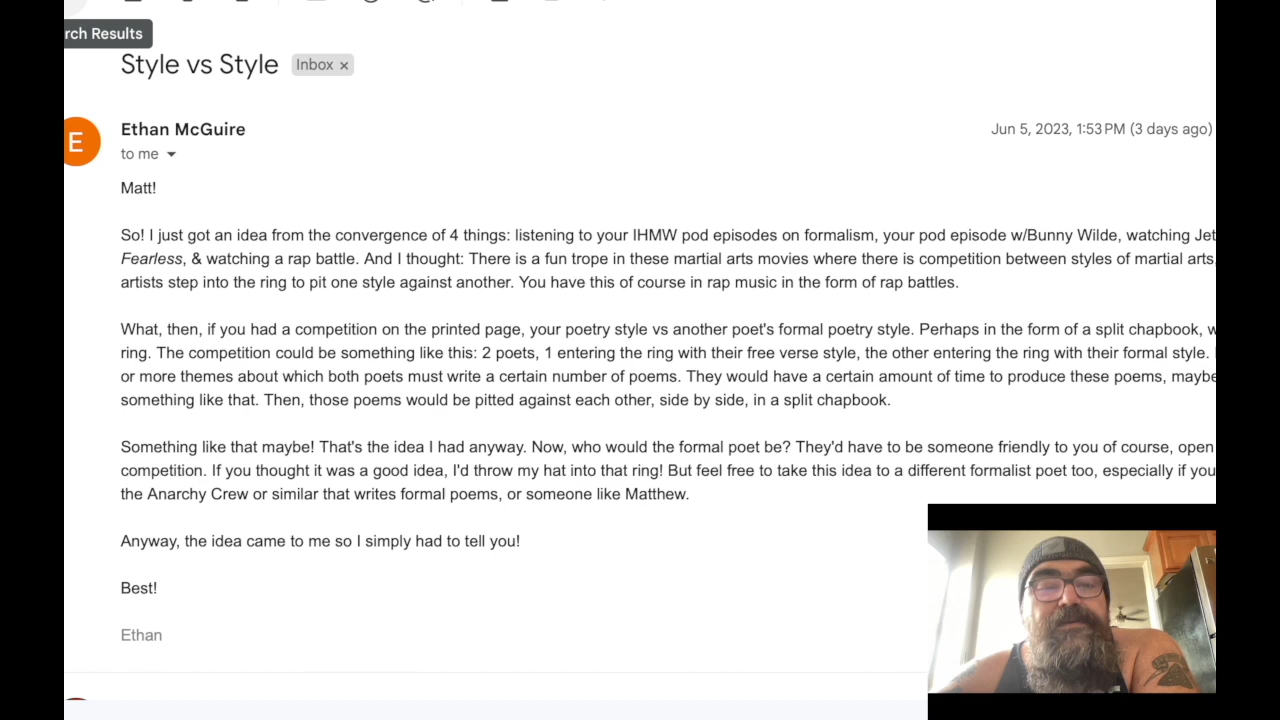 rch Results
Style vs Style Inbox ×
E
Ethan McGuire Jun 5, 2023, 1:53 PM (3 days ago)
to me
Matt!
So! I just got an idea from the convergence of 4 things: listening to your IHMW pod episodes on formalism, your pod episode w/Bunny Wilde, watching Jet
Fearless, & watching a rap battle. And I thought: There is a fun trope in these martial arts movies where there is competition between styles of martial arts,
artists step into the ring to pit one style against another. You have this of course in rap music in the form of rap battles.
What, then, if you had a competition on the printed page, your poetry style vs another poet's formal poetry style. Perhaps in the form of a split chapbook, w
ring. The competition could be something like this: 2 poets, 1 entering the ring with their free verse style, the other entering the ring with their formal style.
or more themes about which both poets must write a certain number of poems. They would have a certain amount of time to produce these poems, maybe
something like that. Then, those poems would be pitted against each other, side by side, in a split chapbook.
Something like that maybe! That's the idea I had anyway. Now, who would the formal poet be? They'd have to be someone friendly to you of course, open
competition. If you thought it was a good idea, I'd throw my hat into that ring! But feel free to take this idea to a different formalist poet too, especially if you
the Anarchy Crew or similar that writes formal poems, or someone like Matthew.
Anyway, the idea came to me so I simply had to tell you!
Best!
Ethan